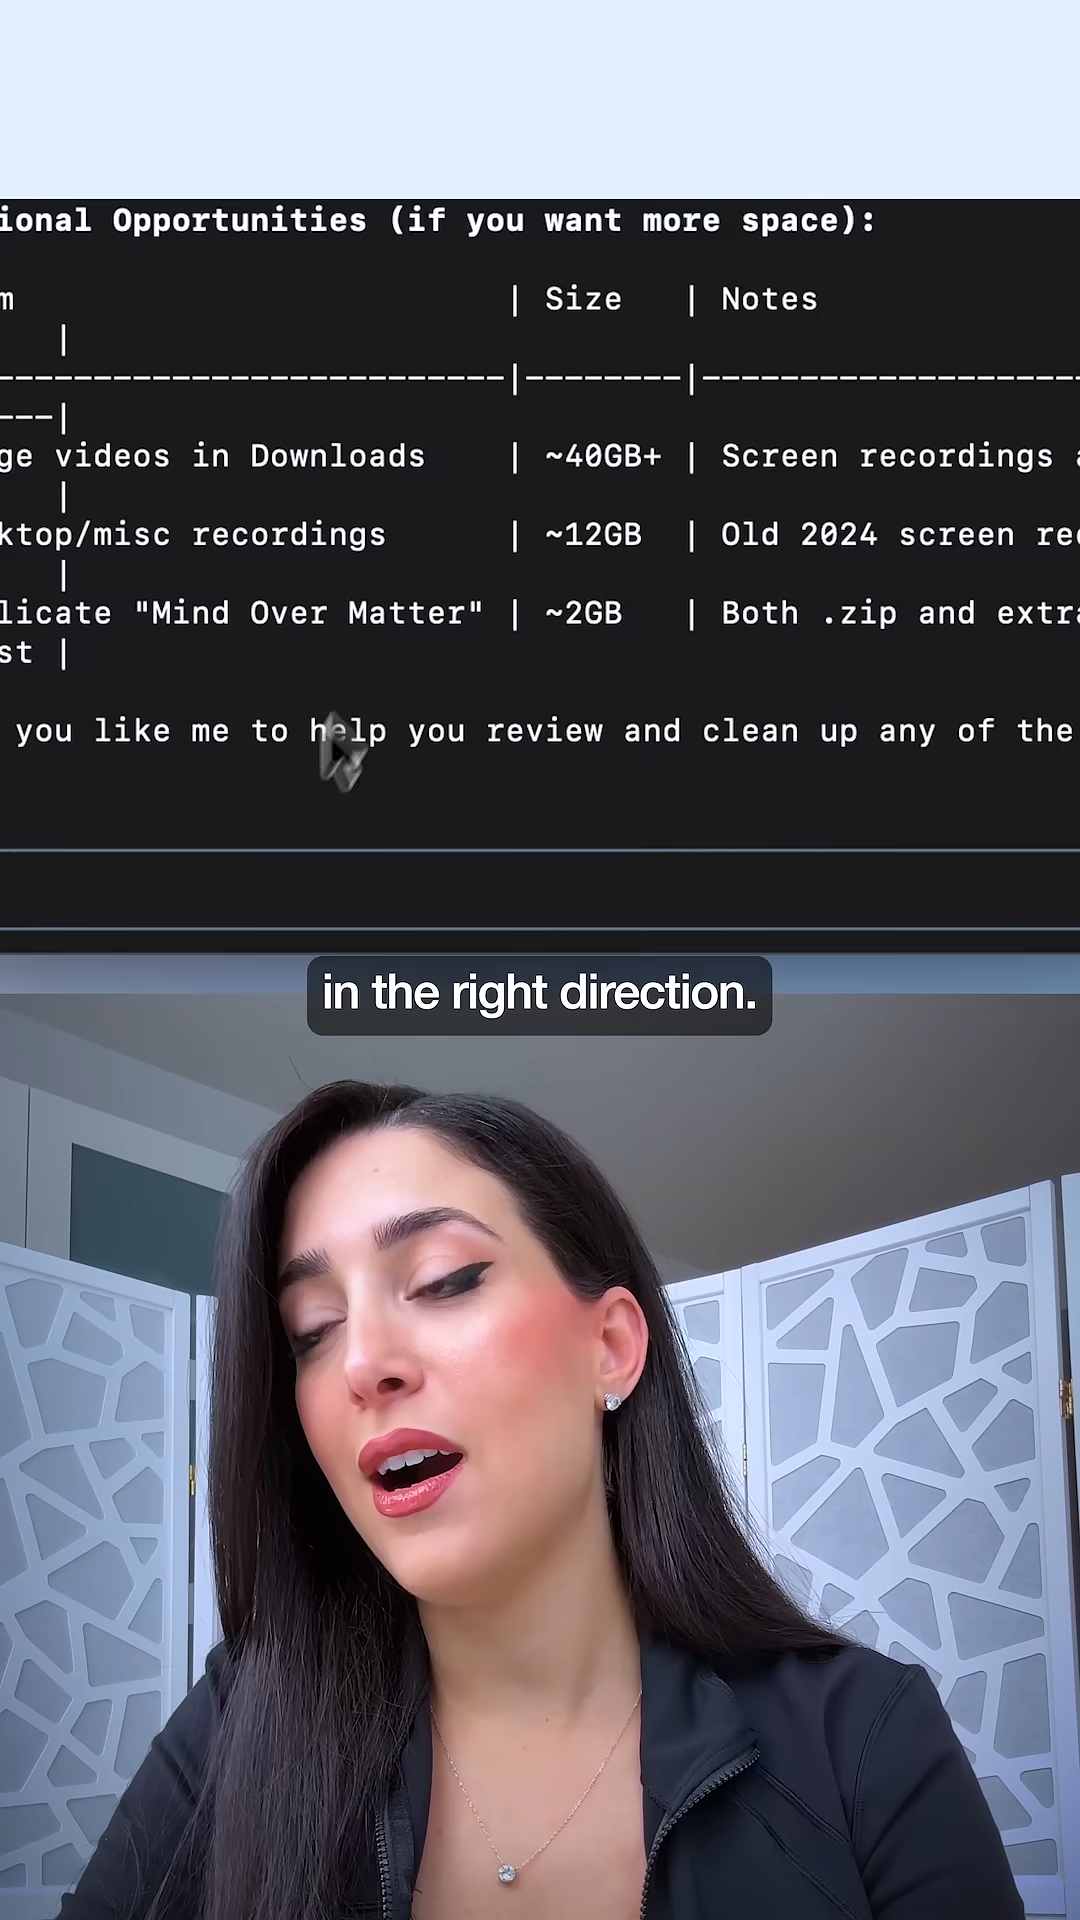 ional Opportunities (if you want more space):
m | Size | Notes
|
--------------------------|--------|--------------------
---|
ge videos in Downloads | ~40GB+ | Screen recordings a
|
ktop/misc recordings | ~12GB | Old 2024 screen rec
|
licate "Mind Over Matter" | ~2GB | Both .zip and extra
st |
you like me to help you review and clean up any of the
in the right direction.